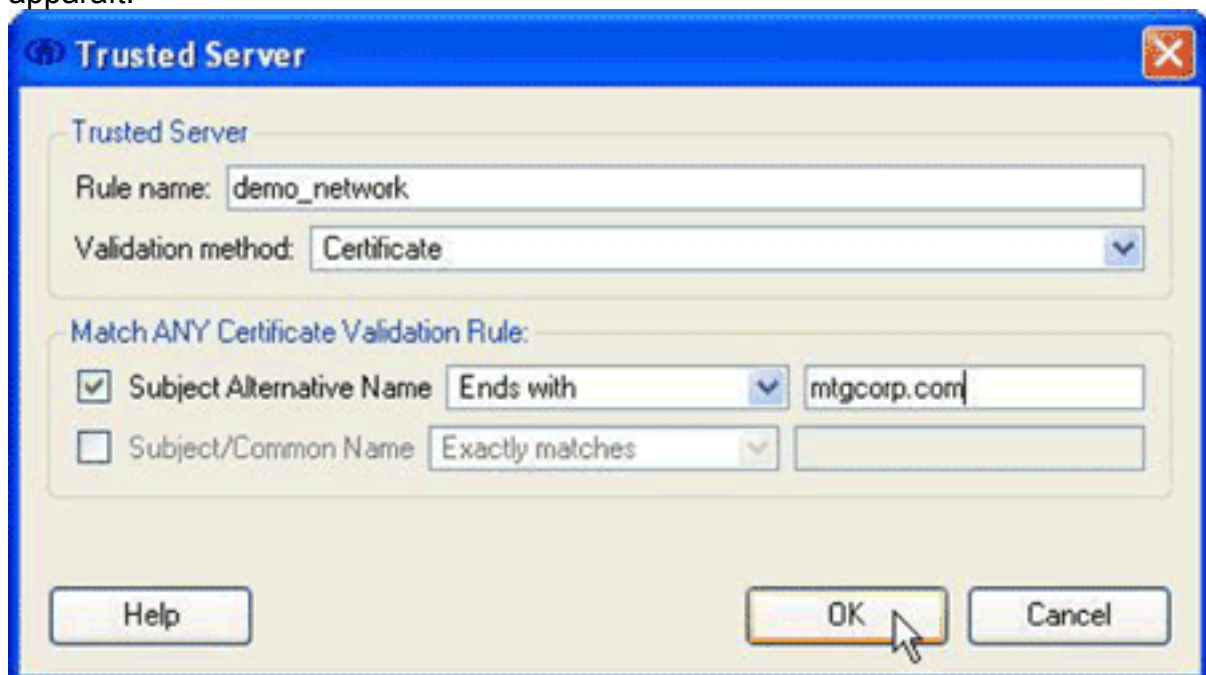 apparaît.
Trusted Server
Trusted Server
Rule name: demo_network
Validation method: Certificate
Match ANY Certificate Validation Rule:
Subject Alternative Name Ends with mtgcorp.com
Subject/Common Name Exactly matches
Help OK Cancel